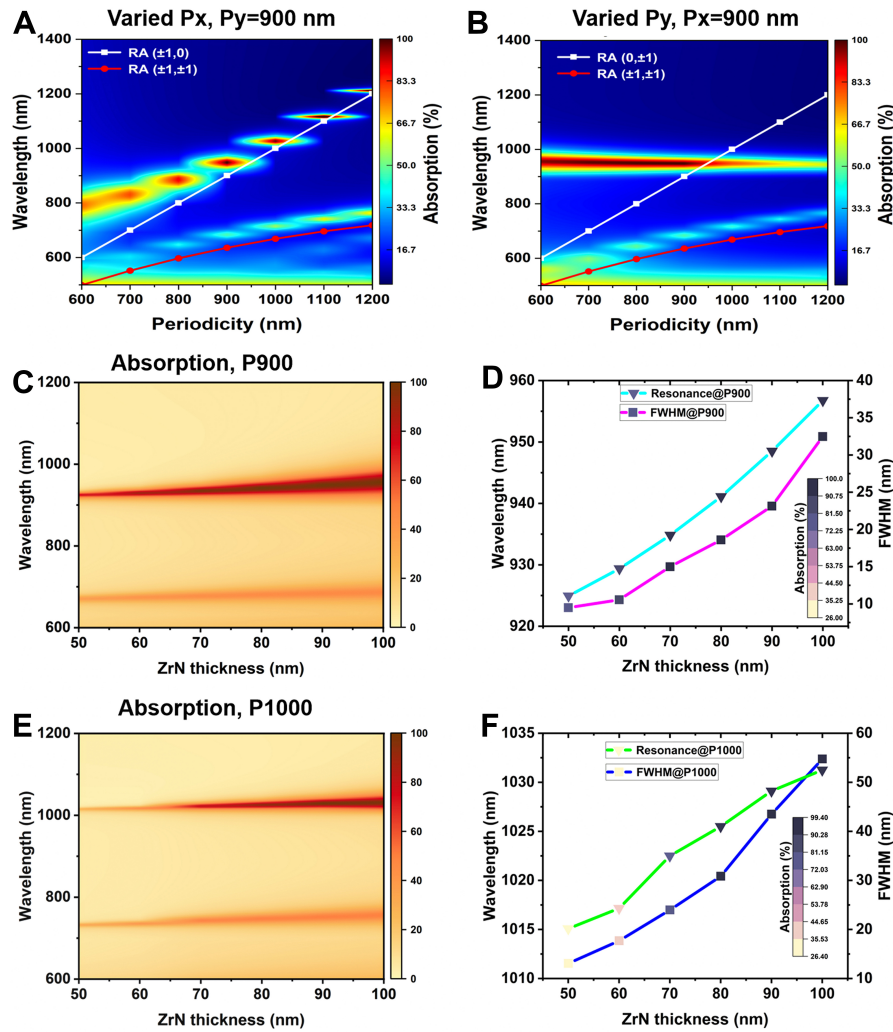 A
Varied Px, Py=900 nm
1400
1200
1000
800
600
Wavelength (nm)
RA (±1,0)
RA (±1,±1)
600 700 800 900 1000 1100 1200
Periodicity (nm)
100
83.3
66.7
50.0
33.3
16.7
Absorption (%)
B
Varied Py, Px=900 nm
1400
1200
1000
800
600
Wavelength (nm)
RA (0,±1)
RA (±1,±1)
600 700 800 900 1000 1100 1200
Periodicity (nm)
100
83.3
66.7
50.0
33.3
16.7
Absorption (%)
C
Absorption, P900
1200
1000
800
600
Wavelength (nm)
50 60 70 80 90 100
ZrN thickness (nm)
100
80
60
40
20
0
D
960
950
940
930
920
Wavelength (nm)
Resonance@P900
FWHM@P900
50 60 70 80 90 100
ZrN thickness (nm)
40
35
30
25
20
15
10
FWHM (nm)
Absorption (%)
100.0
90.75
81.50
72.25
63.00
53.75
44.50
35.25
26.00
E
Absorption, P1000
1200
1000
800
600
Wavelength (nm)
50 60 70 80 90 100
ZrN thickness (nm)
100
80
60
40
20
0
F
1035
1030
1025
1020
1015
1010
Wavelength (nm)
Resonance@P1000
FWHM@P1000
50 60 70 80 90 100
ZrN thickness (nm)
60
50
40
30
20
10
FWHM (nm)
Absorption (%)
99.40
90.28
81.15
72.03
62.90
53.78
44.65
35.53
26.40